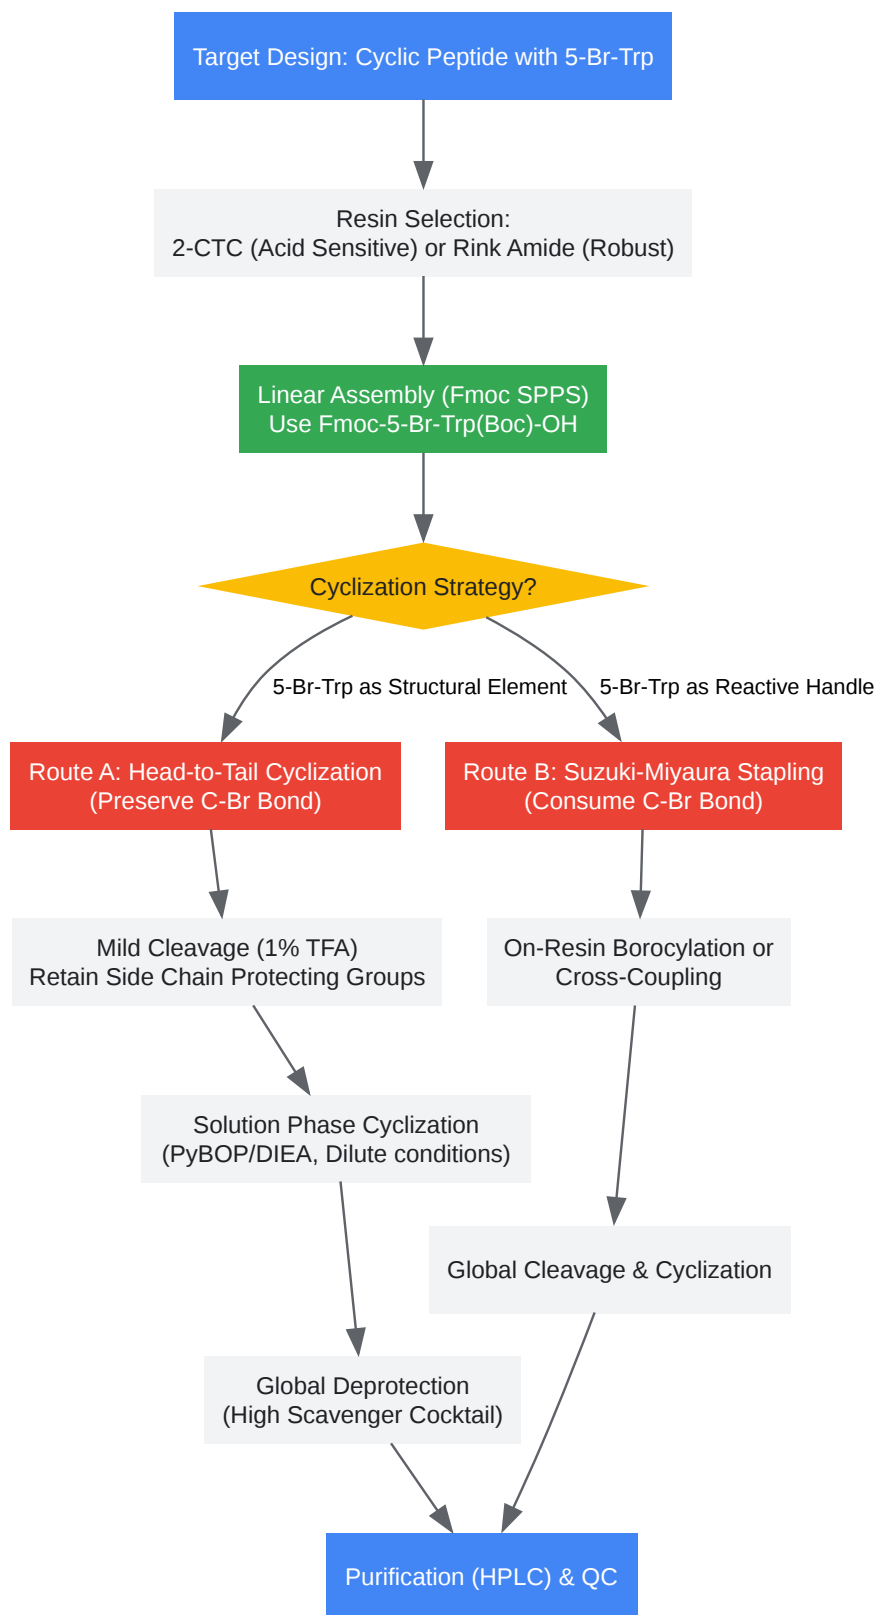 Target Design: Cyclic Peptide with 5-Br-Trp
Resin Selection:
2-CTC (Acid Sensitive) or Rink Amide (Robust)
Linear Assembly (Fmoc SPPS)
Use Fmoc-5-Br-Trp(Boc)-OH
Cyclization Strategy?
5-Br-Trp as Structural Element
5-Br-Trp as Reactive Handle
Route A: Head-to-Tail Cyclization
(Preserve C-Br Bond)
Route B: Suzuki-Miyaura Stapling
(Consume C-Br Bond)
Mild Cleavage (1% TFA)
Retain Side Chain Protecting Groups
On-Resin Borocylation or
Cross-Coupling
Solution Phase Cyclization
(PyBOP/DIEA, Dilute conditions)
Global Cleavage & Cyclization
Global Deprotection
(High Scavenger Cocktail)
Purification (HPLC) & QC